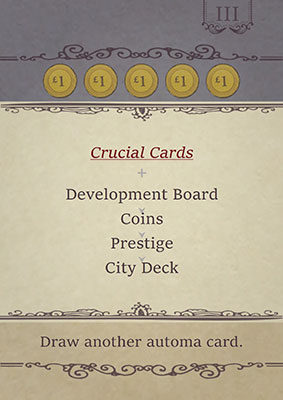 III
£1 £1 £1 £1 £1
Crucial Cards
+
Development Board
Coins
Prestige
City Deck
Draw another automa card.